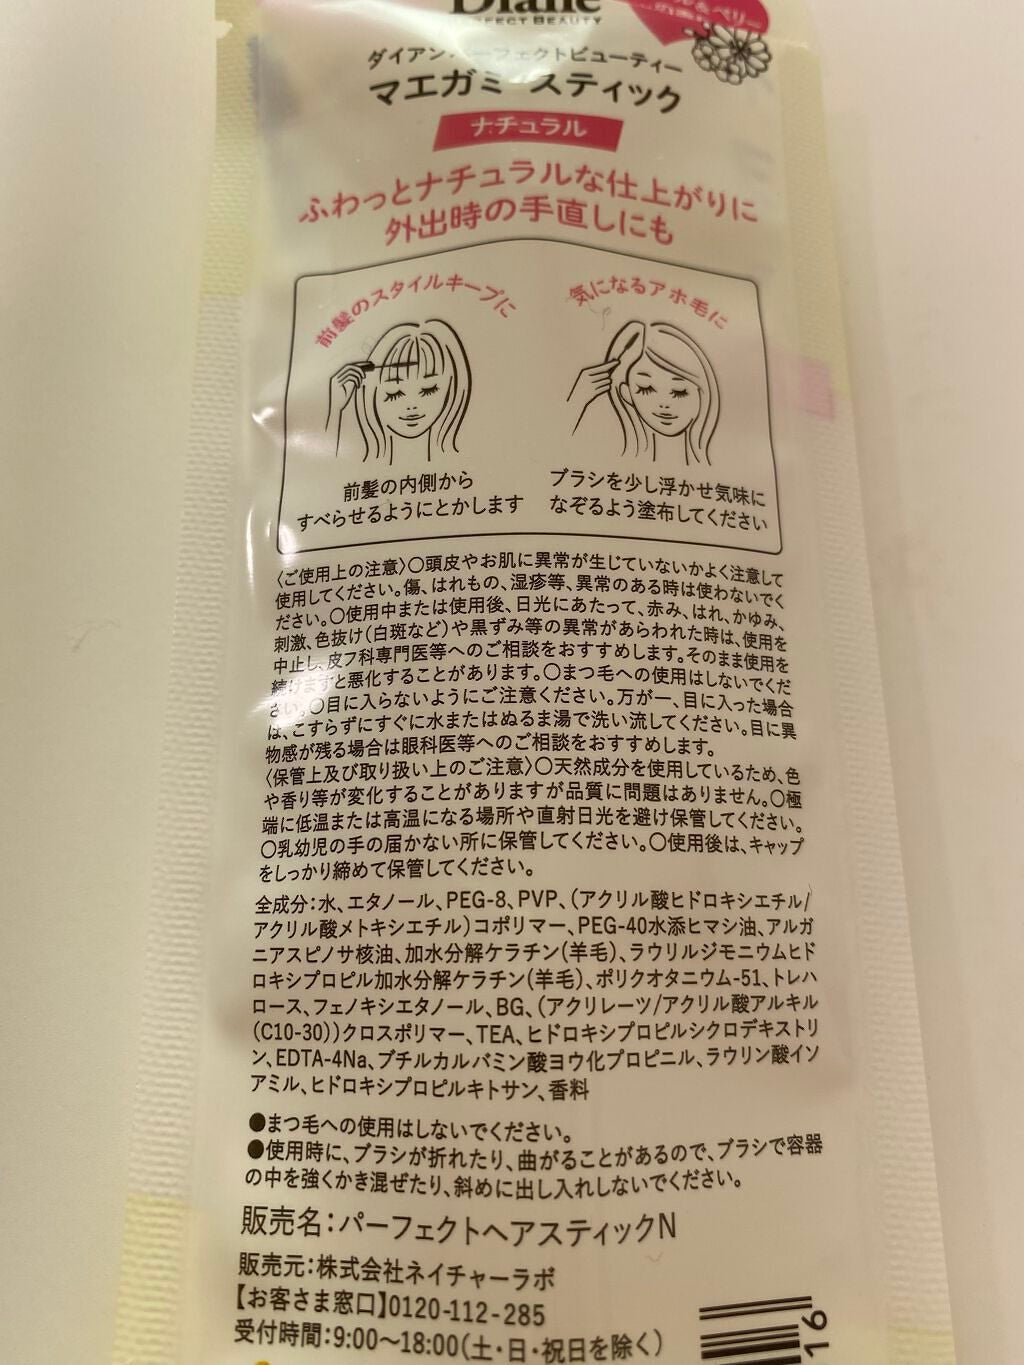 Diane
PERFECT BEAUTY
ル&ベリー
ダイアン パーフェクトビューティー
マエガミ スティック
ナチュラル
ふわっとナチュラルな仕上がりに
外出時の手直しにも
前髪のスタイルキープに
気になるアホ毛に
前髪の内側から
すべらせるようにとかします
ブラシを少し浮かせ気味に
なぞるよう塗布してください
〈ご使用上の注意〉○頭皮やお肌に異常が生じていないかよく注意して
使用してください。傷、はれもの、湿疹等、異常のある時は使わないでく
ださい。○使用中または使用後、日光にあたって、赤み、はれ、かゆみ、
刺激、色抜け(白斑など)や黒ずみ等の異常があらわれた時は、使用を
中止し、皮フ科専門医等へのご相談をおすすめします。そのまま使用を
続けますと悪化することがあります。○まつ毛への使用はしないでくだ
さい。○目に入らないようにご注意ください。万が一、目に入った場合
は、こすらずにすぐに水またはぬるま湯で洗い流してください。目に異
物感が残る場合は眼科医等へのご相談をおすすめします。
〈保管上及び取り扱い上のご注意〉○天然成分を使用しているため、色
や香り等が変化することがありますが品質に問題はありません。○極
端に低温または高温になる場所や直射日光を避け保管してください。
○乳幼児の手の届かない所に保管してください。○使用後は、キャップ
をしっかり締めて保管してください。
全成分:水、エタノール、PEG-8、PVP、(アクリル酸ヒドロキシエチル/
アクリル酸メトキシエチル)コポリマー、PEG-40水添ヒマシ油、アルガ
ニアスピノサ核油、加水分解ケラチン(羊毛)、ラウリルジモニウムヒド
ロキシプロピル加水分解ケラチン(羊毛)、ポリクオタニウム-51、トレハ
ロース、フェノキシエタノール、BG、(アクリレーツ/アクリル酸アルキル
(C10-30))クロスポリマー、TEA、ヒドロキシプロピルシクロデキストリ
ン、EDTA-4Na、ブチルカルバミン酸ヨウ化プロピニル、ラウリン酸イソ
アミル、ヒドロキシプロピルキトサン、香料
●まつ毛への使用はしないでください。
●使用時に、ブラシが折れたり、曲がることがあるので、ブラシで容器
の中を強くかき混ぜたり、斜めに出し入れしないでください。
販売名:パーフェクトヘアスティックN
販売元:株式会社ネイチャーラボ
【お客さま窓口】0120-112-285
受付時間:9:00〜18:00(土・日・祝日を除く)
16